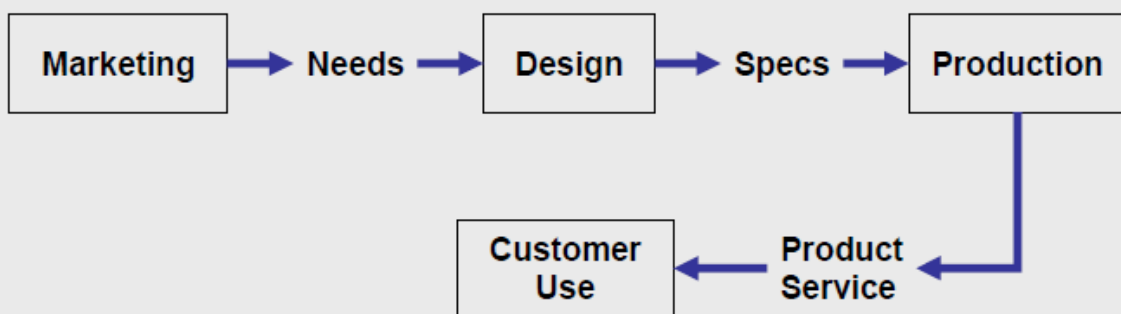 Marketing Needs Design Specs Production
Customer Product
Use Service